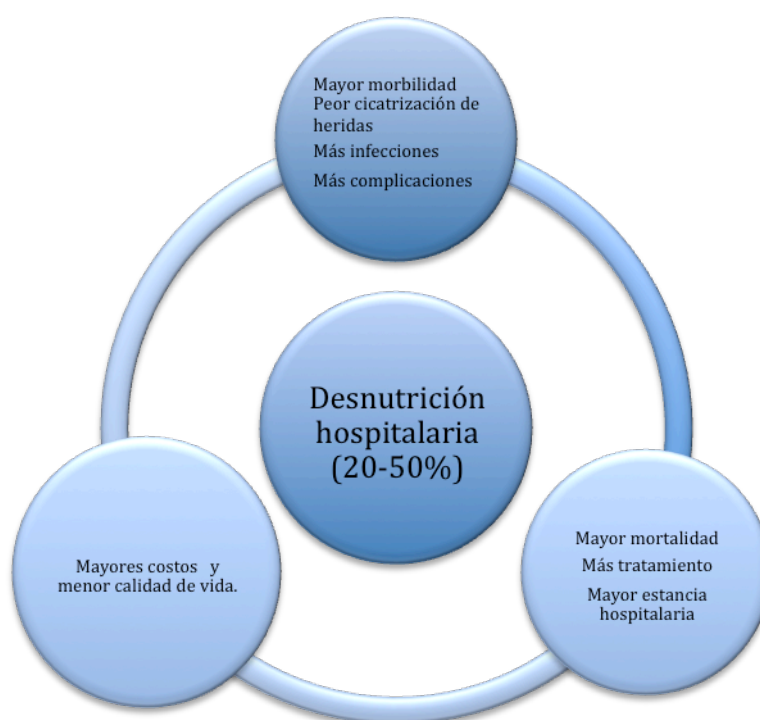 Mayor morbilidad
Peor cicatrización de
heridas
Más infecciones
Más complicaciones
Desnutrición
hospitalaria
(20-50%)
Mayores costos y
menor calidad de vida.
Mayor mortalidad
Más tratamiento
Mayor estancia
hospitalaria